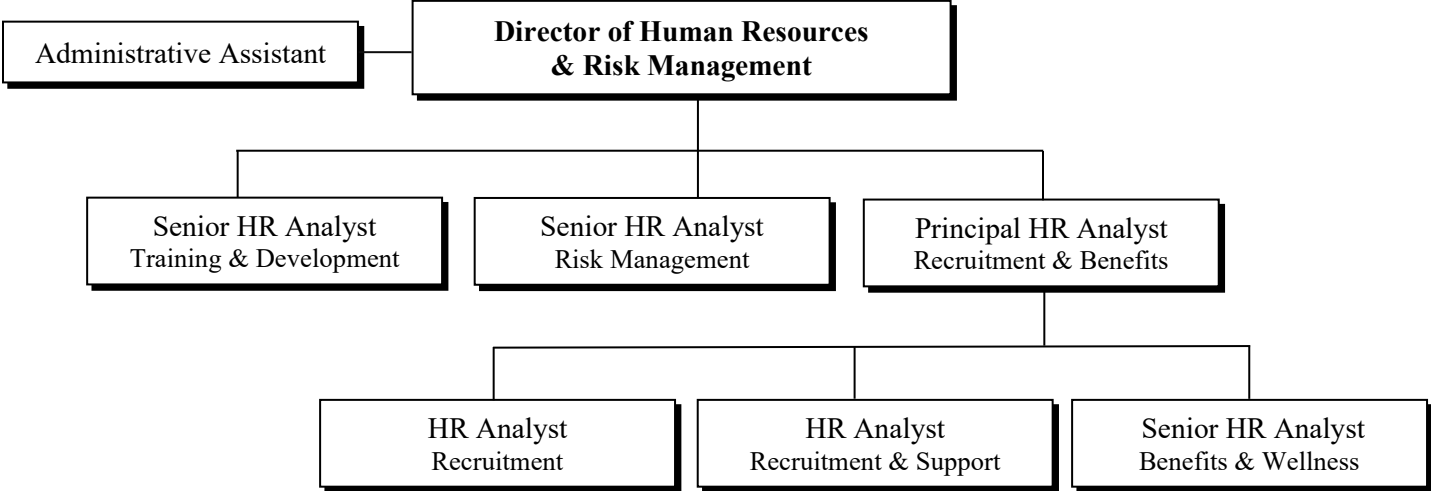 Administrative Assistant
Director of Human Resources
& Risk Management
Senior HR Analyst
Training & Development
Senior HR Analyst
Risk Management
Principal HR Analyst
Recruitment & Benefits
HR Analyst
Recruitment
HR Analyst
Recruitment & Support
Senior HR Analyst
Benefits & Wellness